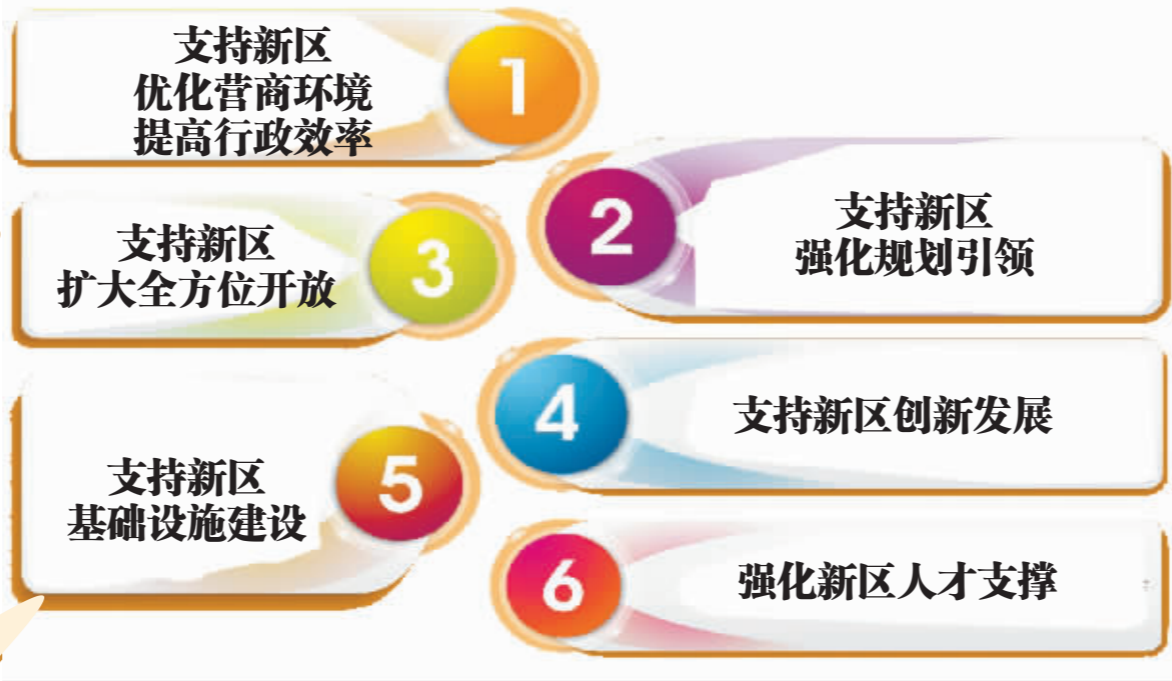 支持新区
优化营商环境
提高行政效率
1
2
支持新区
强化规划引领
支持新区
扩大全方位开放
3
4
支持新区创新发展
支持新区
基础设施建设
5
6
强化新区人才支撑